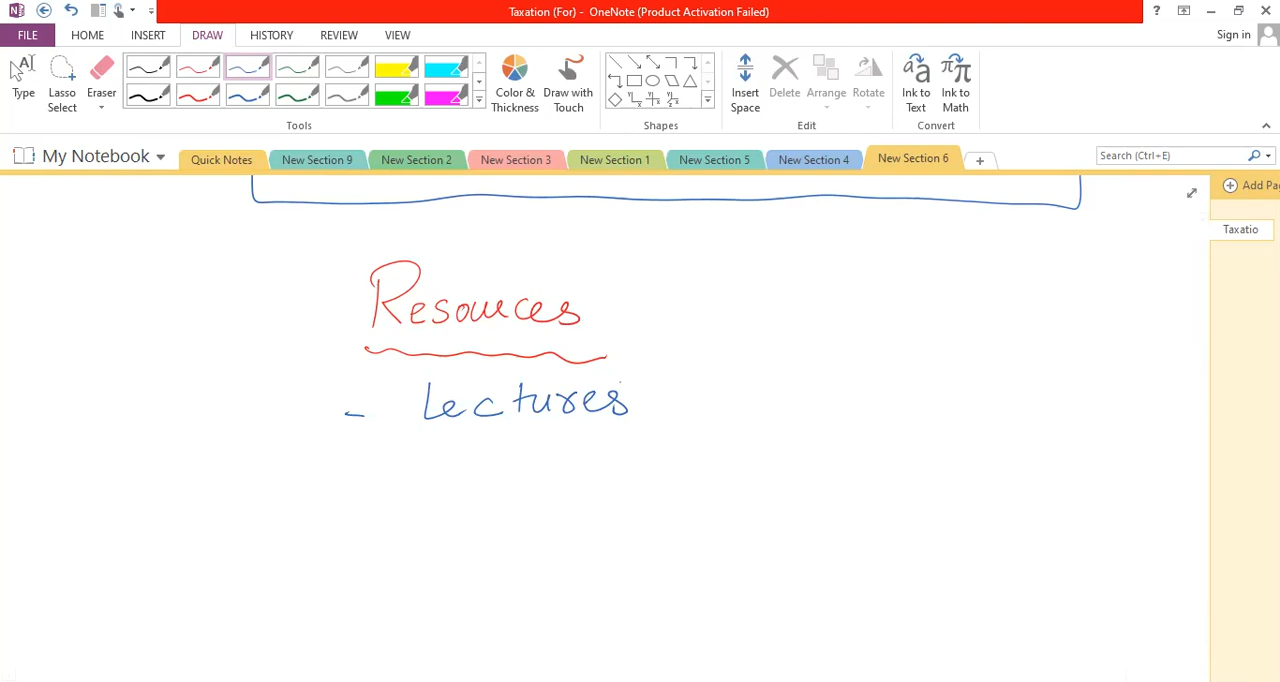 Taxation (For) - OneNote (Product Activation Failed)
FILE HOME INSERT DRAW HISTORY REVIEW VIEW Sign in
Type Lasso Select Eraser Color & Thickness Draw with Touch Insert Space Delete Arrange Rotate Ink to Text Ink to Math
Tools Shapes Edit Convert
My Notebook Quick Notes New Section 9 New Section 2 New Section 3 New Section 1 New Section 5 New Section 4 New Section 6 Search (Ctrl+E)
Add Pag
Taxatio
Resources
- Lectures